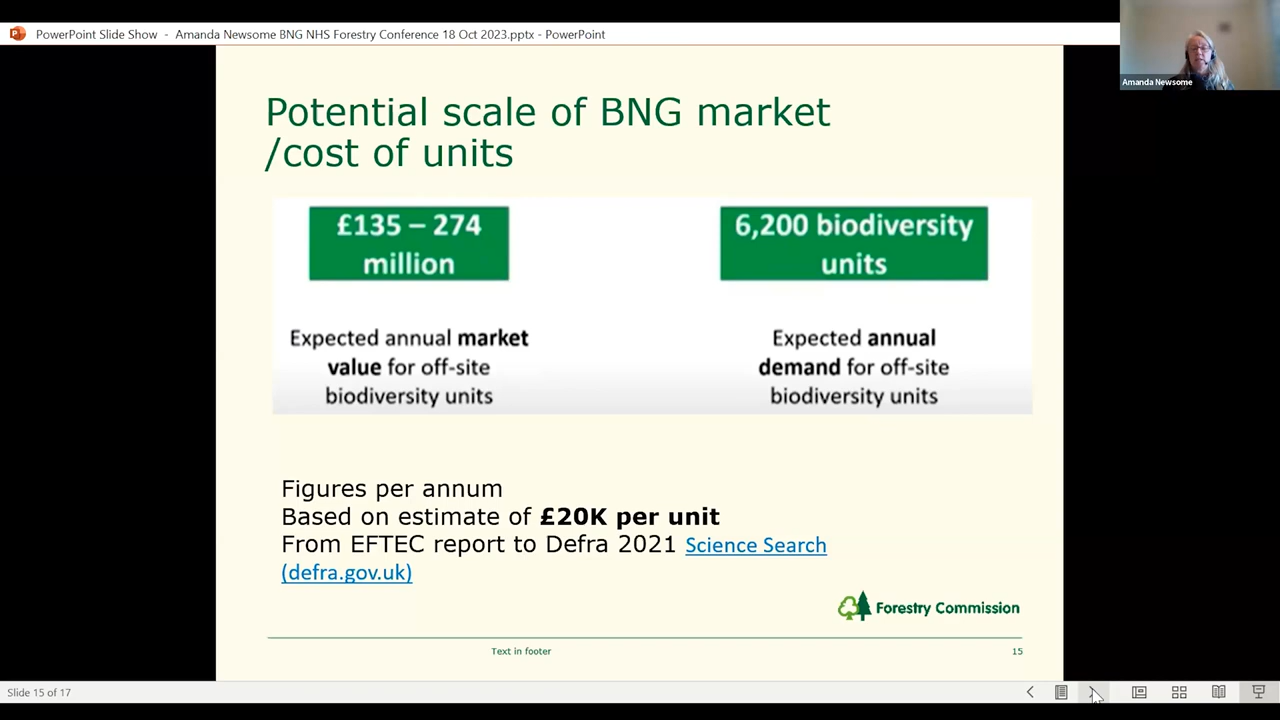 PowerPoint Slide Show - Amanda Newsome BNG NHS Forestry Conference 18 Oct 2023.pptx - PowerPoint
Amanda Newsome
Potential scale of BNG market
/cost of units
£135 – 274
million
6,200 biodiversity
units
Expected annual market
value for off-site
biodiversity units
Expected annual
demand for off-site
biodiversity units
Figures per annum
Based on estimate of £20K per unit
From EFTEC report to Defra 2021 Science Search
(defra.gov.uk)
Forestry Commission
Text in footer
15
Slide 15 of 17